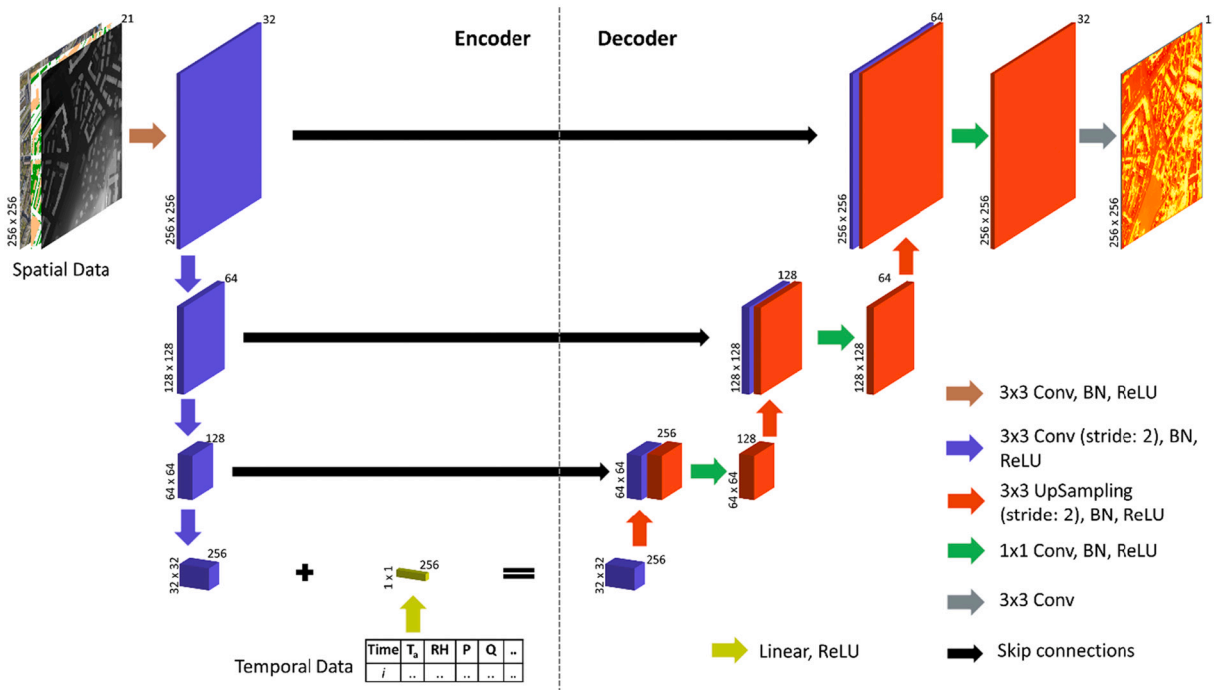 21
32
Encoder
Decoder
64
32
1
256 x 256
256 x 256
256 x 256
256 x 256
256 x 256
Spatial Data
64
128
64
128 x 128
128 x 128
128 x 128
128
256
128
64 x 64
64 x 64
64 x 64
256
256
256
32 x 32
+
1 x 1
=
32 x 32
Temporal Data
Time Ta RH P Q ..
i .. .. .. .. ..
Linear, ReLU
3x3 Conv, BN, ReLU
3x3 Conv (stride: 2), BN,
ReLU
3x3 UpSampling
(stride: 2), BN, ReLU
1x1 Conv, BN, ReLU
3x3 Conv
Skip connections